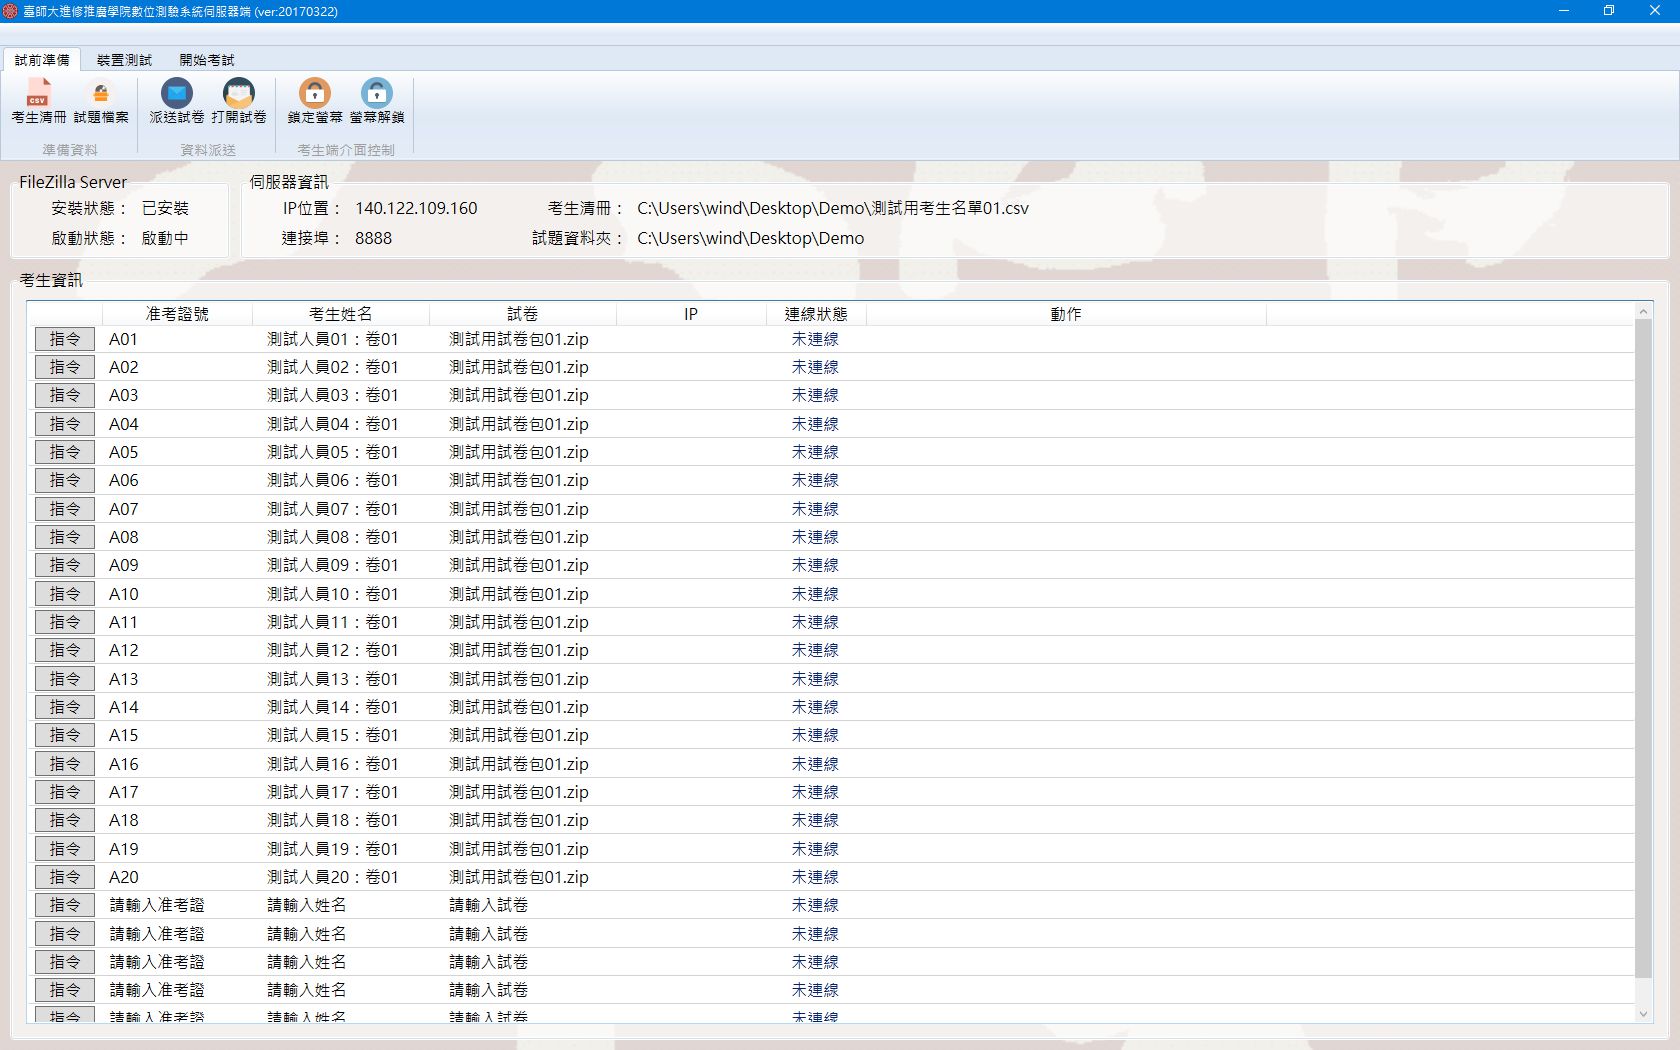 臺師大進修推廣學院數位測驗系統伺服器端 (ver:20170322)
試前準備 裝置測試 開始考試
CSV
考生清冊 試題檔案 派送試卷 打開試卷 鎖定螢幕 螢幕解鎖
準備資料 資料派送 考生端介面控制
FileZilla Server
安裝狀態： 已安裝
啟動狀態： 啟動中
伺服器資訊
IP位置： 140.122.109.160 考生清冊： C:\Users\wind\Desktop\Demo\測試用考生名單01.csv
連接埠： 8888 試題資料夾： C:\Users\wind\Desktop\Demo
考生資訊
准考證號 考生姓名 試卷 IP 連線狀態 動作
指令 A01 測試人員01：卷01 測試用試卷包01.zip 未連線
指令 A02 測試人員02：卷01 測試用試卷包01.zip 未連線
指令 A03 測試人員03：卷01 測試用試卷包01.zip 未連線
指令 A04 測試人員04：卷01 測試用試卷包01.zip 未連線
指令 A05 測試人員05：卷01 測試用試卷包01.zip 未連線
指令 A06 測試人員06：卷01 測試用試卷包01.zip 未連線
指令 A07 測試人員07：卷01 測試用試卷包01.zip 未連線
指令 A08 測試人員08：卷01 測試用試卷包01.zip 未連線
指令 A09 測試人員09：卷01 測試用試卷包01.zip 未連線
指令 A10 測試人員10：卷01 測試用試卷包01.zip 未連線
指令 A11 測試人員11：卷01 測試用試卷包01.zip 未連線
指令 A12 測試人員12：卷01 測試用試卷包01.zip 未連線
指令 A13 測試人員13：卷01 測試用試卷包01.zip 未連線
指令 A14 測試人員14：卷01 測試用試卷包01.zip 未連線
指令 A15 測試人員15：卷01 測試用試卷包01.zip 未連線
指令 A16 測試人員16：卷01 測試用試卷包01.zip 未連線
指令 A17 測試人員17：卷01 測試用試卷包01.zip 未連線
指令 A18 測試人員18：卷01 測試用試卷包01.zip 未連線
指令 A19 測試人員19：卷01 測試用試卷包01.zip 未連線
指令 A20 測試人員20：卷01 測試用試卷包01.zip 未連線
指令 請輸入准考證 請輸入姓名 請輸入試卷 未連線
指令 請輸入准考證 請輸入姓名 請輸入試卷 未連線
指令 請輸入准考證 請輸入姓名 請輸入試卷 未連線
指令 請輸入准考證 請輸入姓名 請輸入試卷 未連線
指令 請輸入准考證 請輸入姓名 請輸入試卷 未連線